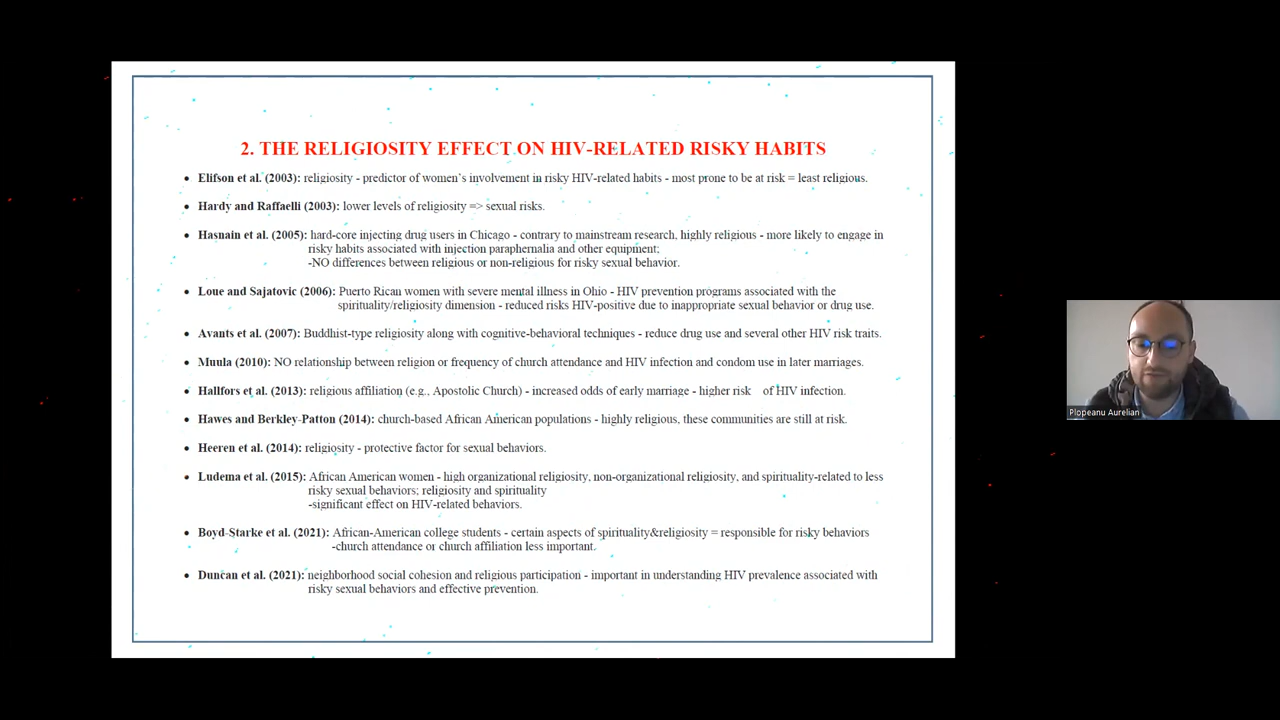 2. THE RELIGIOSITY EFFECT ON HIV-RELATED RISKY HABITS
• Elifson et al. (2003): religiosity - predictor of women's involvement in risky HIV-related habits - most prone to be at risk = least religious.
• Hardy and Raffaelli (2003): lower levels of religiosity => sexual risks.
• Hasnain et al. (2005): hard-core injecting drug users in Chicago - contrary to mainstream research, highly religious - more likely to engage in
risky habits associated with injection paraphernalia and other equipment;
-NO differences between religious or non-religious for risky sexual behavior.
• Loue and Sajatovic (2006): Puerto Rican women with severe mental illness in Ohio - HIV prevention programs associated with the
spirituality/religiosity dimension - reduced risks HIV-positive due to inappropriate sexual behavior or drug use.
• Avants et al. (2007): Buddhist-type religiosity along with cognitive-behavioral techniques - reduce drug use and several other HIV risk traits.
• Muula (2010): NO relationship between religion or frequency of church attendance and HIV infection and condom use in later marriages.
• Hallfors et al. (2013): religious affiliation (e.g., Apostolic Church) - increased odds of early marriage - higher risk of HIV infection.
• Hawes and Berkley-Patton (2014): church-based African American populations - highly religious, these communities are still at risk.
• Heeren et al. (2014): religiosity - protective factor for sexual behaviors.
• Ludema et al. (2015): African American women - high organizational religiosity, non-organizational religiosity, and spirituality-related to less
risky sexual behaviors; religiosity and spirituality
-significant effect on HIV-related behaviors.
• Boyd-Starke et al. (2021): African-American college students - certain aspects of spirituality&religiosity = responsible for risky behaviors
-church attendance or church affiliation less important.
• Duncan et al. (2021): neighborhood social cohesion and religious participation - important in understanding HIV prevalence associated with
risky sexual behaviors and effective prevention.
Plopeanu Aurelian